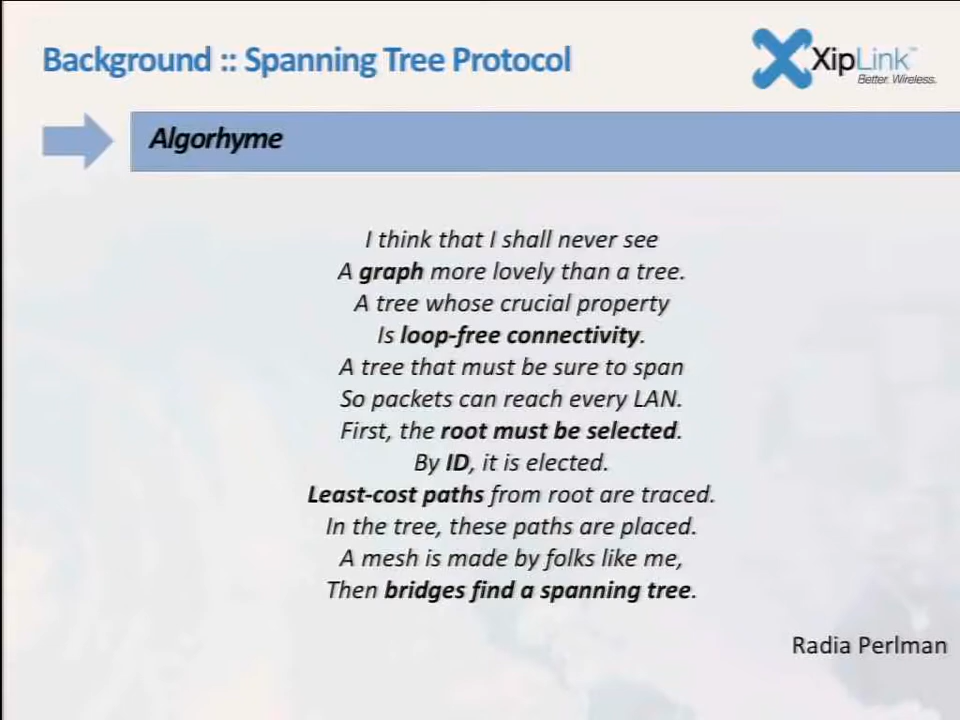 Background :: Spanning Tree Protocol
XipLink™
Better. Wireless.
Algorhyme
I think that I shall never see
A graph more lovely than a tree.
A tree whose crucial property
Is loop-free connectivity.
A tree that must be sure to span
So packets can reach every LAN.
First, the root must be selected.
By ID, it is elected.
Least-cost paths from root are traced.
In the tree, these paths are placed.
A mesh is made by folks like me,
Then bridges find a spanning tree.
Radia Perlman